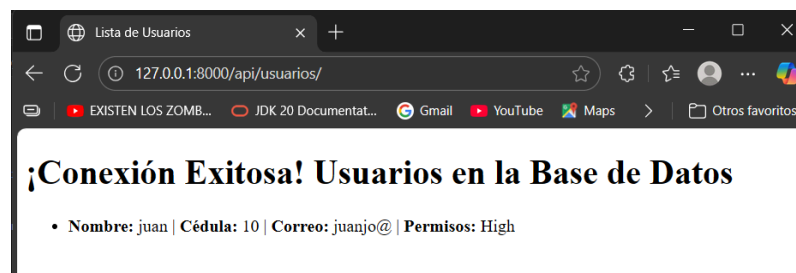 Lista de Usuarios
127.0.0.1:8000/api/usuarios/
EXISTEN LOS ZOMB... JDK 20 Documentat... Gmail YouTube Maps Otros favoritos
¡Conexión Exitosa! Usuarios en la Base de Datos
• Nombre: juan | Cédula: 10 | Correo: juanjo@ | Permisos: High